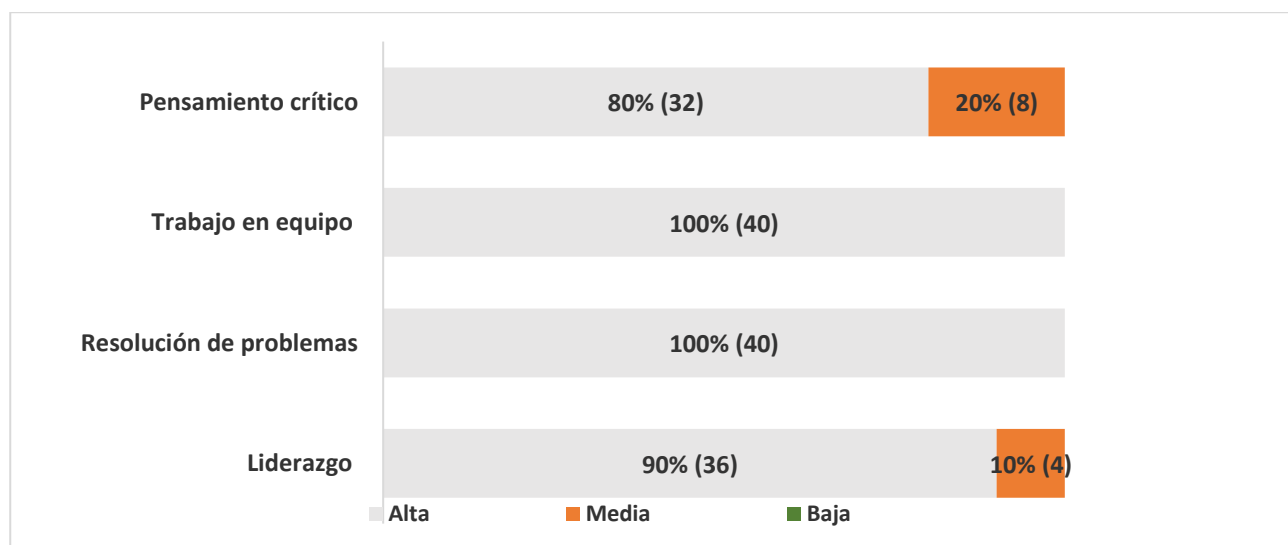 Pensamiento crítico 80% (32) 20% (8)
Trabajo en equipo 100% (40)
Resolución de problemas 100% (40)
Liderazgo 90% (36) 10% (4)
Alta Media Baja